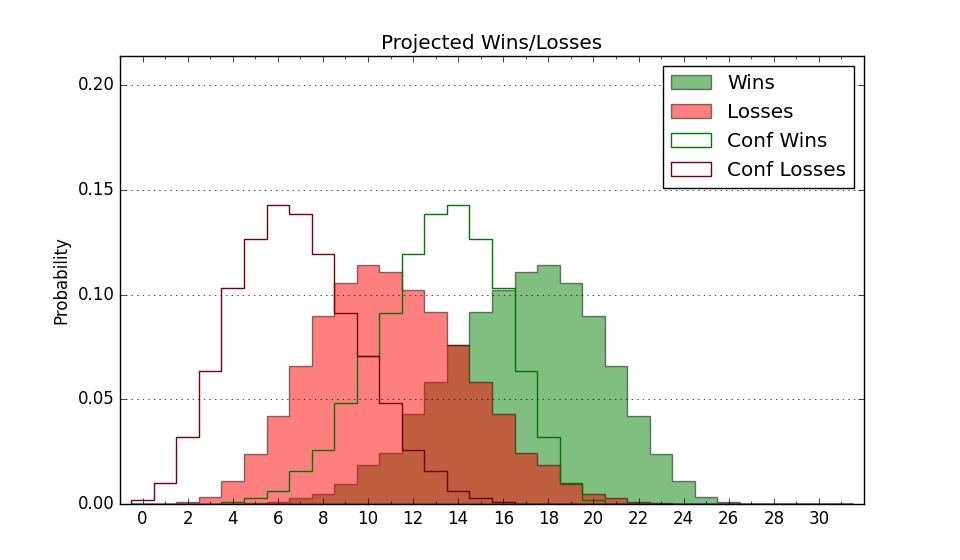 Projected Wins/Losses
Wins
Losses
Conf Wins
Conf Losses
Probability
0.20
0.15
0.10
0.05
0.00
0 2 4 6 8 10 12 14 16 18 20 22 24 26 28 30